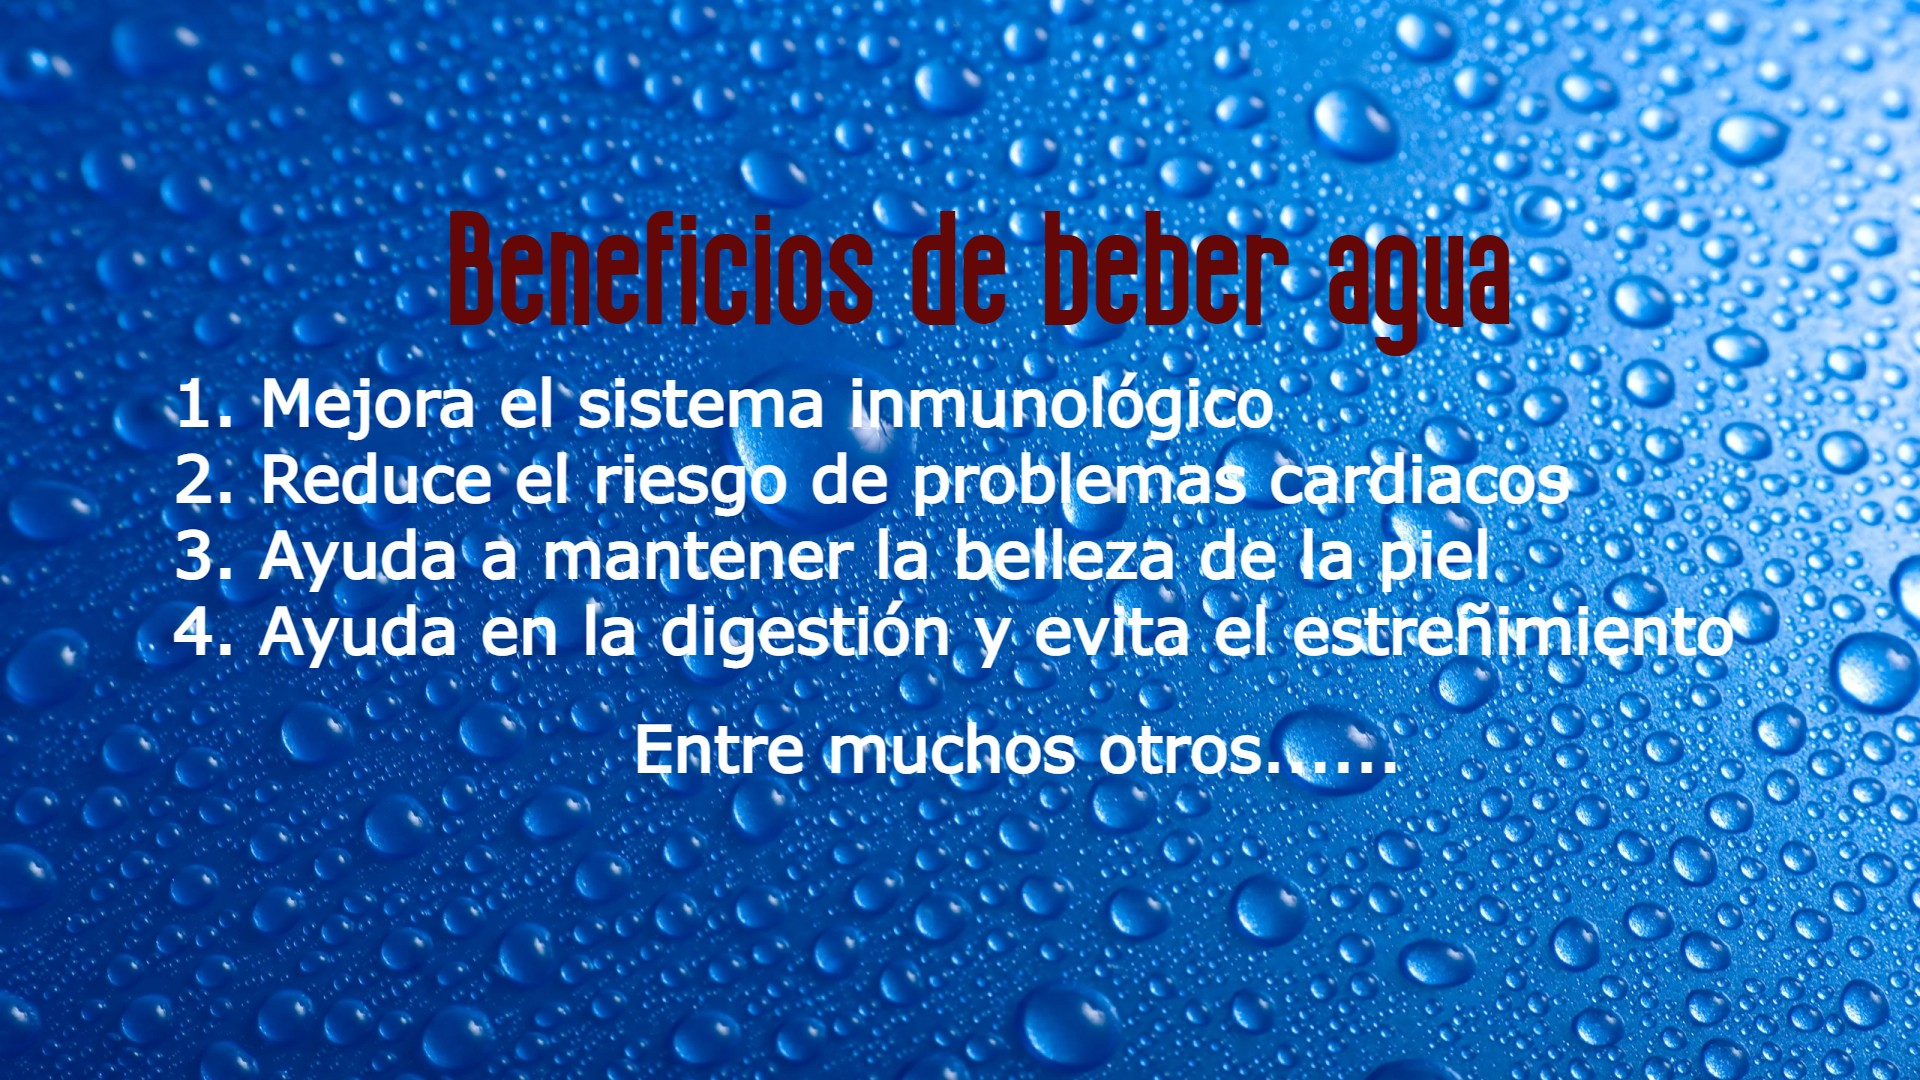 Beneficios de beber agua
1. Mejora el sistema inmunológico
2. Reduce el riesgo de problemas cardiacos
3. Ayuda a mantener la belleza de la piel
4. Ayuda en la digestión y evita el estreñimiento
Entre muchos otros......